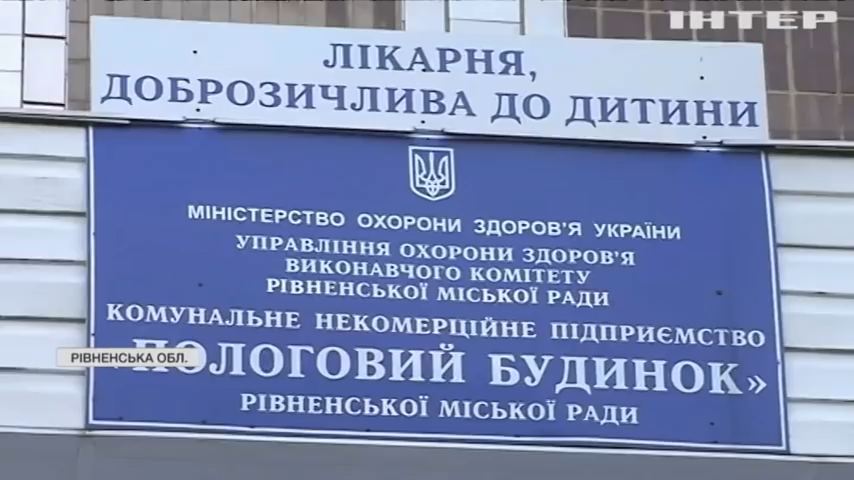 ІНТЕР
ЛІКАРНЯ,
ДОБРОЗИЧЛИВА ДО ДИТИНИ
МІНІСТЕРСТВО ОХОРОНИ ЗДОРОВ'Я УКРАЇНИ
УПРАВЛІННЯ ОХОРОНИ ЗДОРОВ'Я
ВИКОНАВЧОГО КОМІТЕТУ
РІВНЕНСЬКОЇ МІСЬКОЇ РАДИ
КОМУНАЛЬНЕ НЕКОМЕРЦІЙНЕ ПІДПРИЄМСТВО
ПОЛОГОВИЙ БУДИНОК»
РІВНЕНСЬКА ОБЛ.
РІВНЕНСЬКОЇ МІСЬКОЇ РАДИ